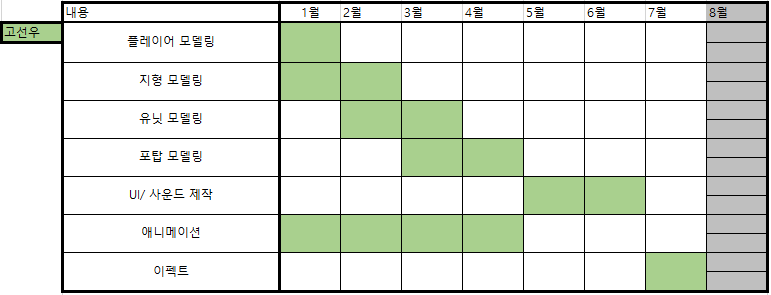 내용 1월 2월 3월 4월 5월 6월 7월 8월
고선우
플레이어 모델링
지형 모델링
유닛 모델링
포탑 모델링
UI/ 사운드 제작
애니메이션
이펙트